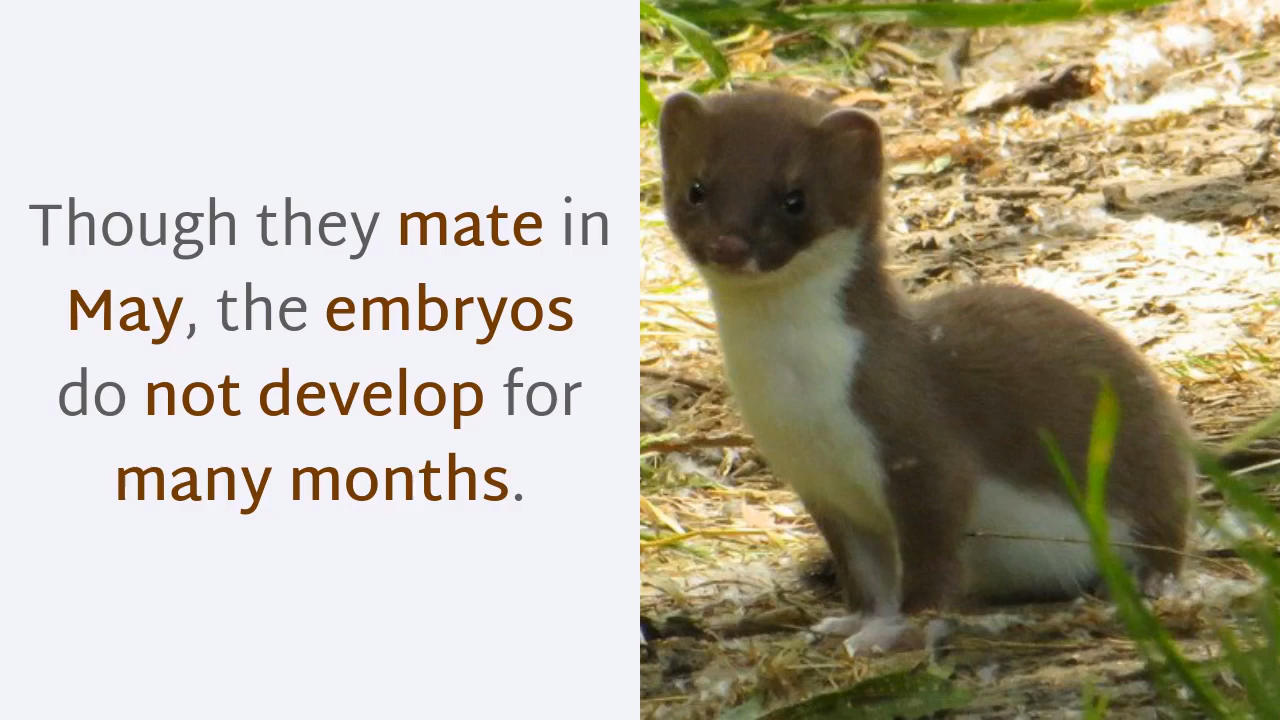 Though they mate in
May, the embryos
do not develop for
many months.